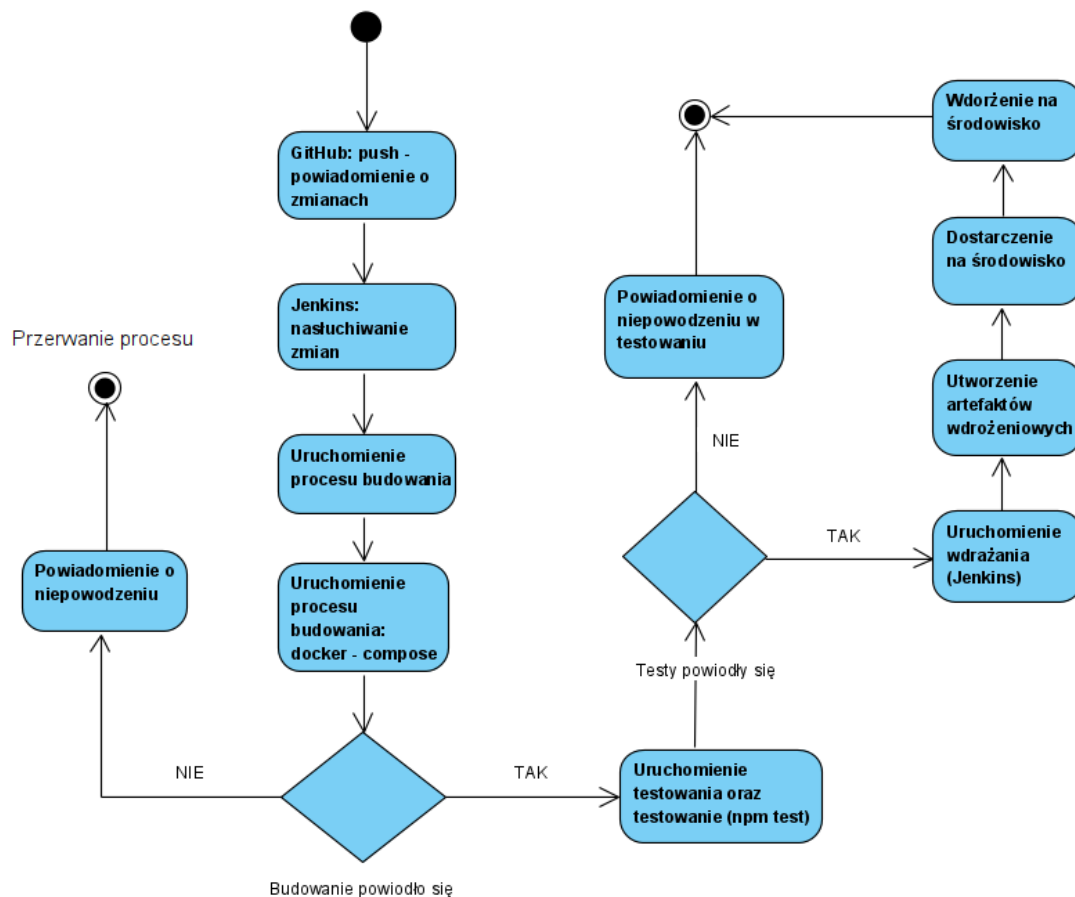 GitHub: push -
powiadomienie o
zmianach
Jenkins:
nasłuchiwanie
zmian
Przerwanie procesu
Uruchomienie
procesu budowania
Uruchomienie
procesu
budowania:
docker - compose
Powiadomienie o
niepowodzeniu
NIE
TAK
Budowanie powiodło się
Uruchomienie
testowania oraz
testowanie (npm test)
Testy powiodły się
NIE
TAK
Powiadomienie o
niepowodzeniu w
testowaniu
Uruchomienie
wdrażania
(Jenkins)
Utworzenie
artefaktów
wdrożeniowych
Dostarczenie
na środowisko
Wdorżenie na
środowisko